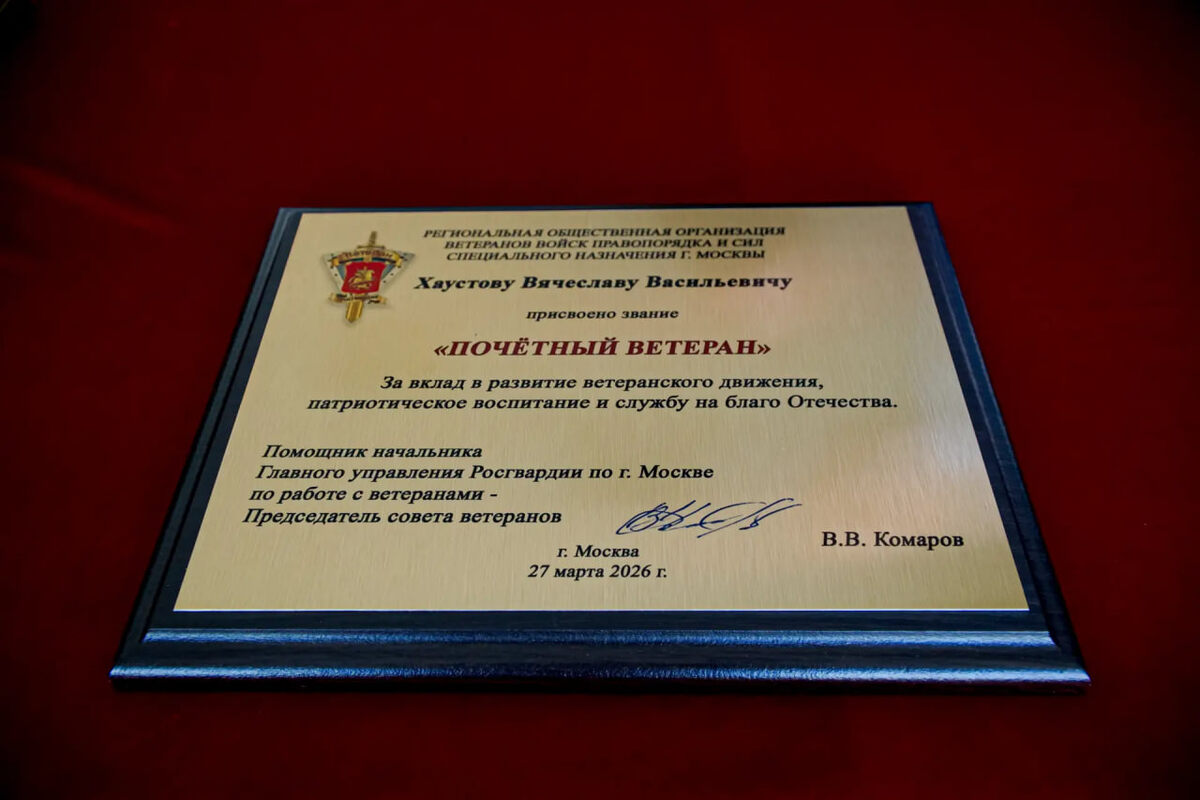 Ветеран
РЕГИОНАЛЬНАЯ ОБЩЕСТВЕННАЯ ОРГАНИЗАЦИЯ
ВЕТЕРАНОВ ВОЙСК ПРАВОПОРЯДКА И СИЛ
СПЕЦИАЛЬНОГО НАЗНАЧЕНИЯ Г. МОСКВЫ
Хаустову Вячеславу Васильевичу
присвоено звание
«ПОЧЁТНЫЙ ВЕТЕРАН»
За вклад в развитие ветеранского движения,
патриотическое воспитание и службу на благо Отечества.
Помощник начальника
Главного управления Росгвардии по г. Москве
по работе с ветеранами -
Председатель совета ветеранов
В.В. Комаров
г. Москва
27 марта 2026 г.